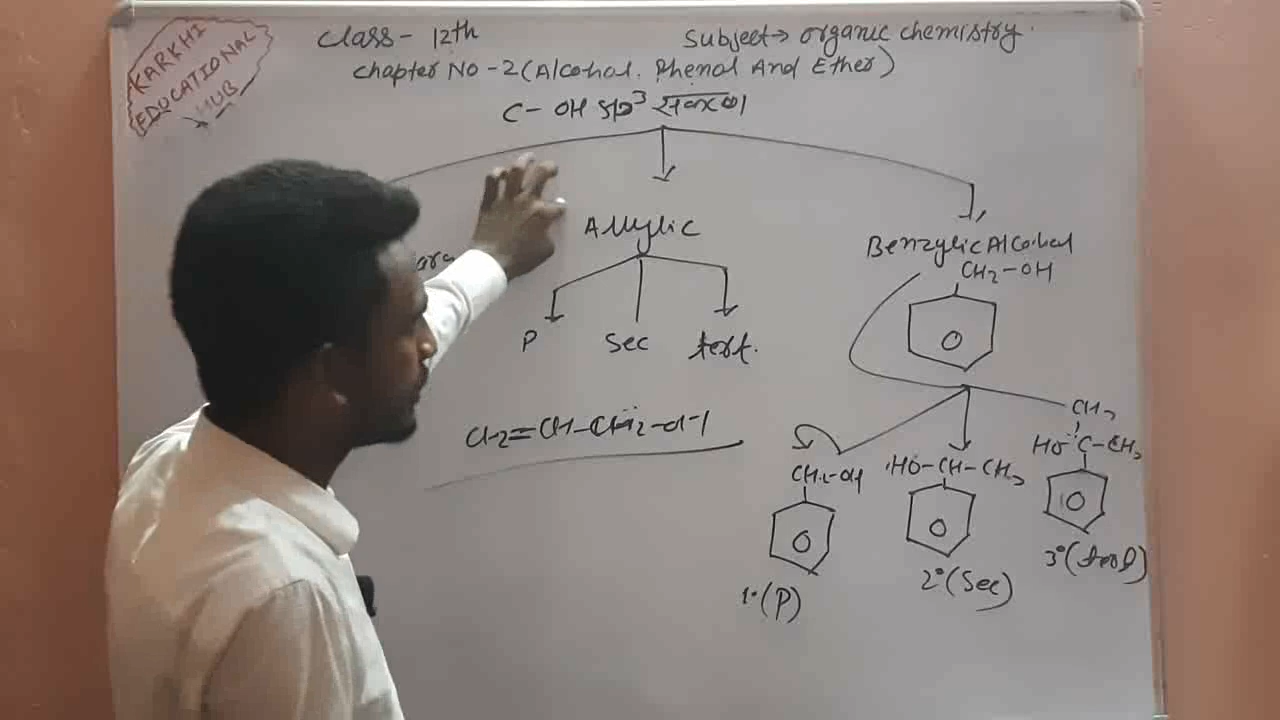 KARKHI
EDUCATIONAL
HUB
Class- 12th
Subject→ organic chemistry.
Chapter NO-2 (Alcohol. Phenol And Ether)
C- OH sp3
Allylic
P
Sec
tert.
CH2=CH-CH2-OH
Benzylic Alcohol
CH2-OH
CH2-OH
1°(P)
HO-CH-CH3
2°(Sec)
CH3
HO-C-CH3
3°(tert)